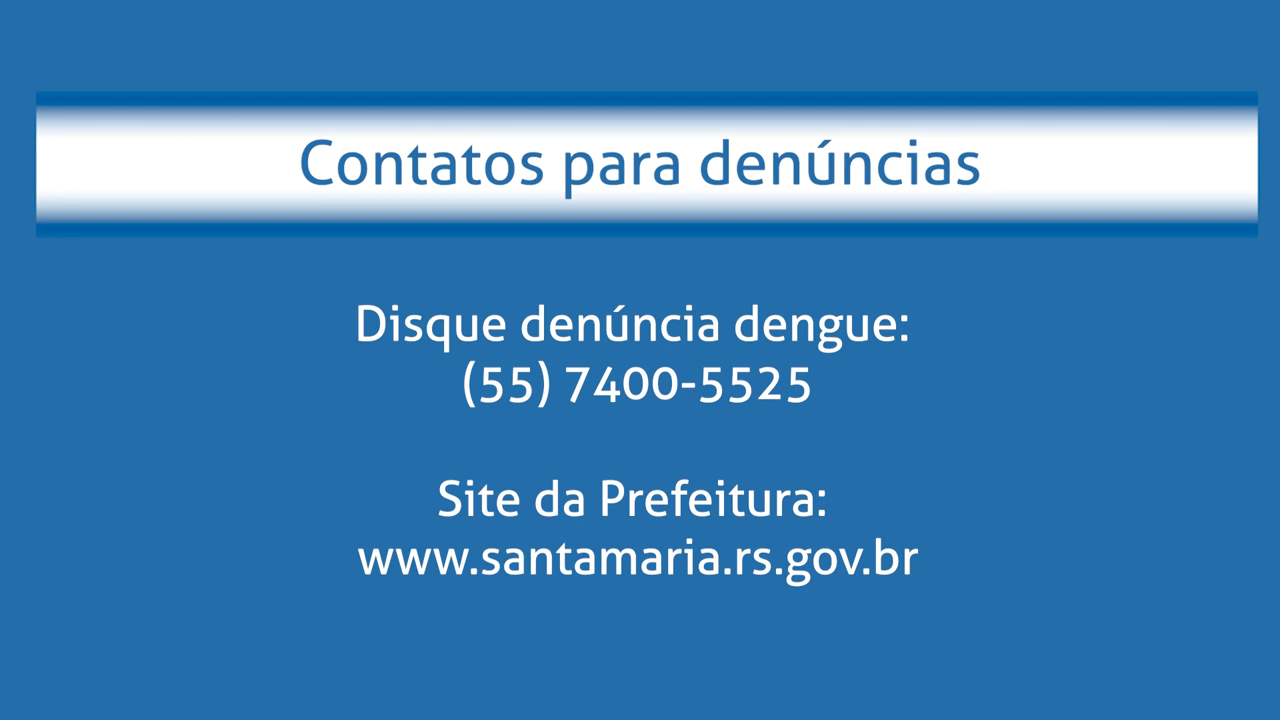 Contatos para denúncias
Disque denúncia dengue:
(55) 7400-5525
Site da Prefeitura:
www.santamaria.rs.gov.br